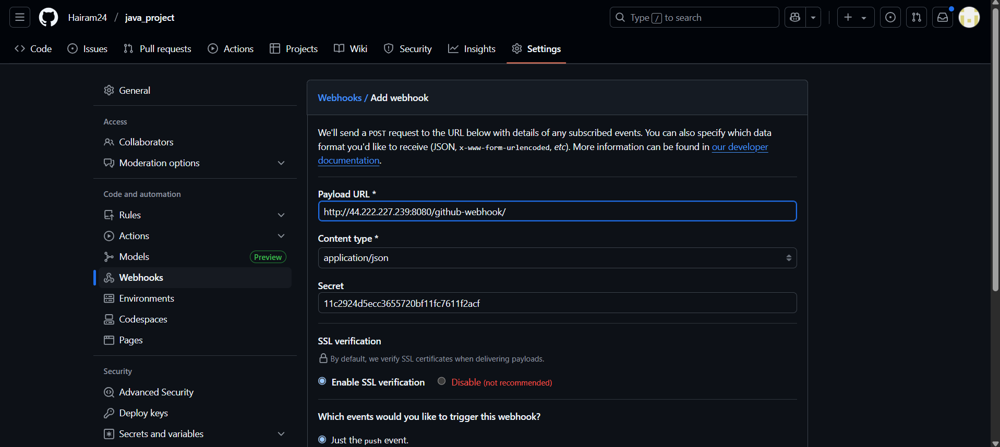 Hairam24 / java_project
Type / to search
Code
Issues
Pull requests
Actions
Projects
Wiki
Security
Insights
Settings
General
Access
Collaborators
Moderation options
Code and automation
Rules
Actions
Models
Preview
Webhooks
Environments
Codespaces
Pages
Security
Advanced Security
Deploy keys
Secrets and variables
Webhooks / Add webhook
We'll send a POST request to the URL below with details of any subscribed events. You can also specify which data
format you'd like to receive (JSON, x-www-form-urlencoded, etc). More information can be found in our developer
documentation.
Payload URL *
http://44.222.227.239:8080/github-webhook/
Content type *
application/json
Secret
11c2924d5ecc3655720bf11fc7611f2acf
SSL verification
By default, we verify SSL certificates when delivering payloads.
Enable SSL verification
Disable (not recommended)
Which events would you like to trigger this webhook?
Just the push event.